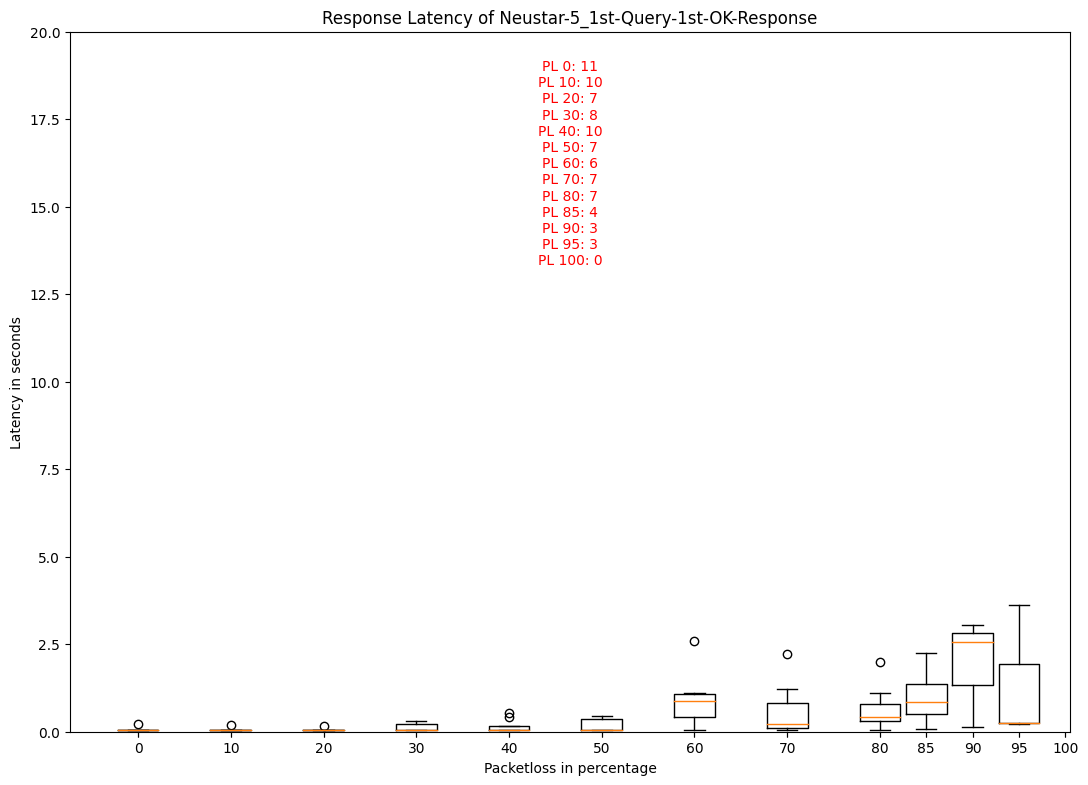 Response Latency of Neustar-5_1st-Query-1st-OK-Response
20.0
17.5
15.0
12.5
10.0
7.5
5.0
2.5
0.0
Latency in seconds
PL 0: 11
PL 10: 10
PL 20: 7
PL 30: 8
PL 40: 10
PL 50: 7
PL 60: 6
PL 70: 7
PL 80: 7
PL 85: 4
PL 90: 3
PL 95: 3
PL 100: 0
0 10 20 30 40 50 60 70 80 85 90 95 100
Packetloss in percentage